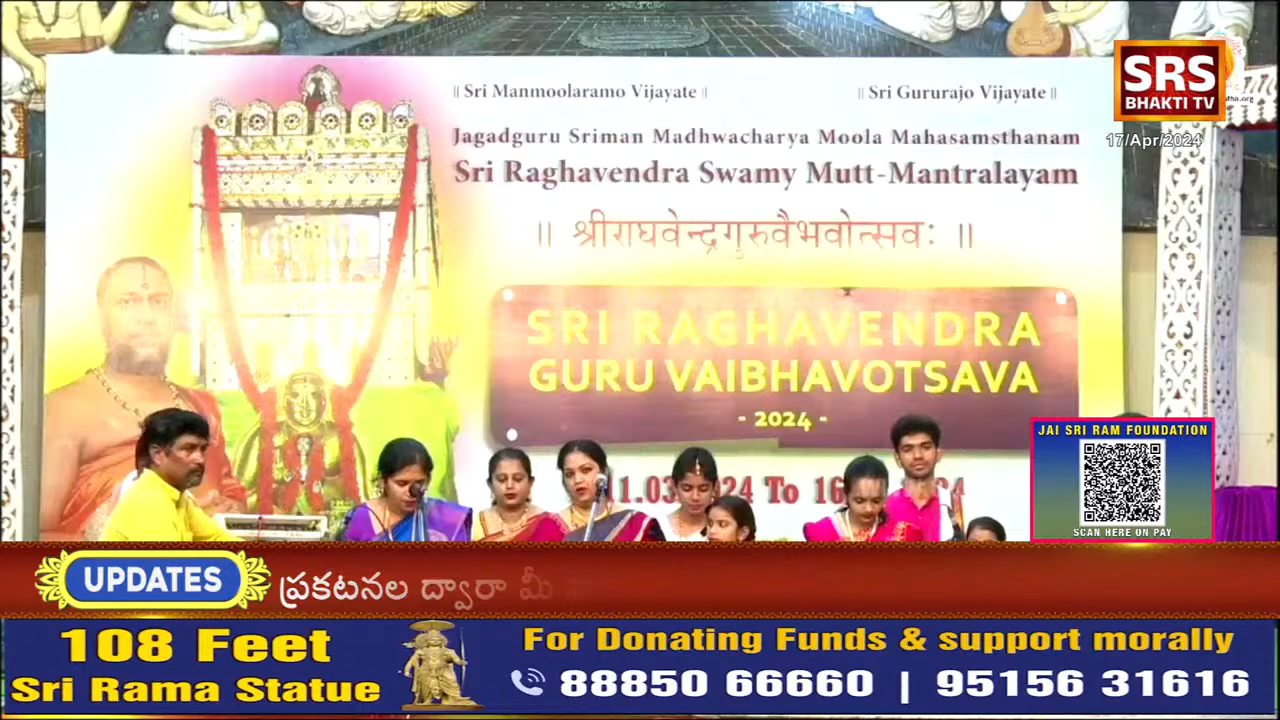 || Sri Manmoolaramo Vijayate ||
|| Sri Gururajo Vijayate ||
Jagadguru Sriman Madhwacharya Moola Mahasamsthanam
Sri Raghavendra Swamy Mutt-Mantralayam
॥ श्रीराघवेन्द्रगुरुवैभवोत्सवः ॥
SRI RAGHAVENDRA
GURU VAIBHAVOTSAVA
- 2024 -
To
SRS
BHAKTI TV
17/Apr/2024
JAI SRI RAM FOUNDATION
SCAN HERE ON PAY
UPDATES
ప్రకటనల ద్వారా మీ
108 Feet
Sri Rama Statue
For Donating Funds & support morally
88850 66660 | 95156 31616